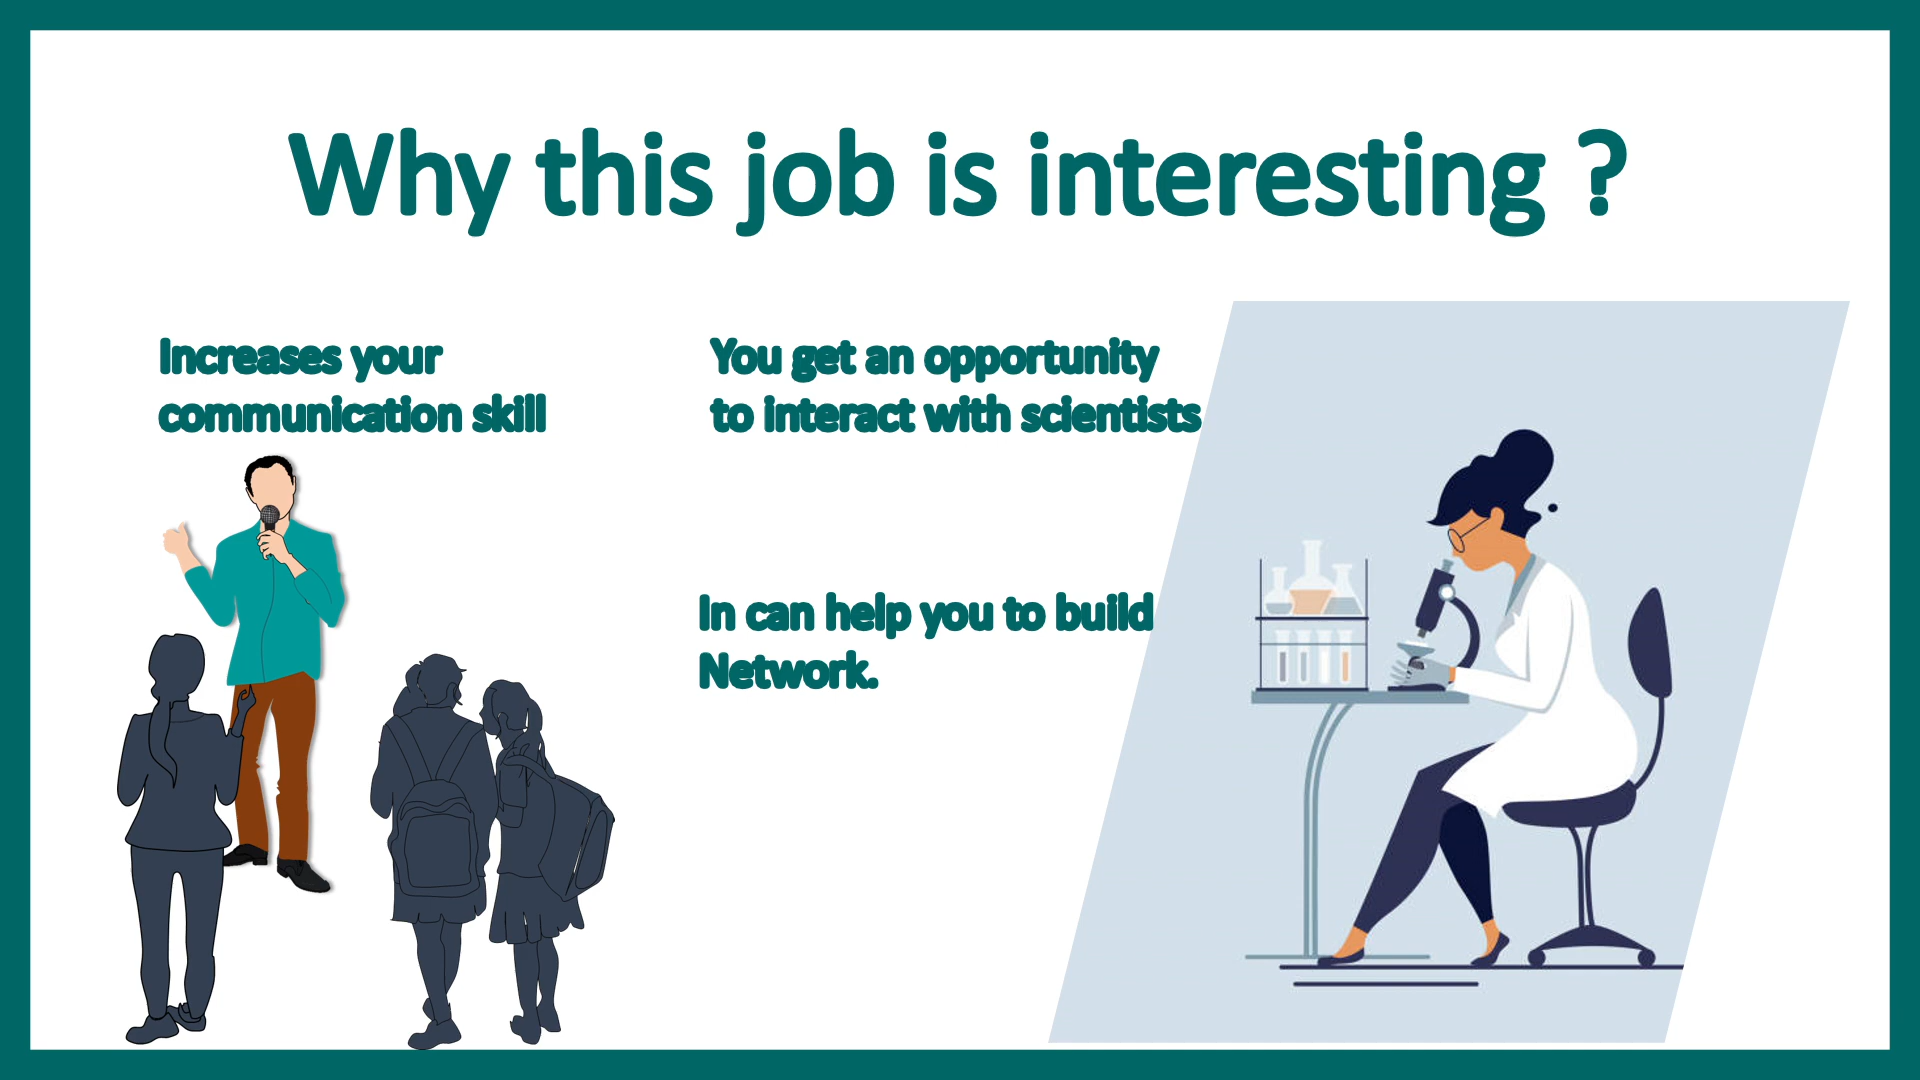 Why this job is interesting ?
Increases your
communication skill
You get an opportunity
to interact with scientists
In can help you to build
Network.